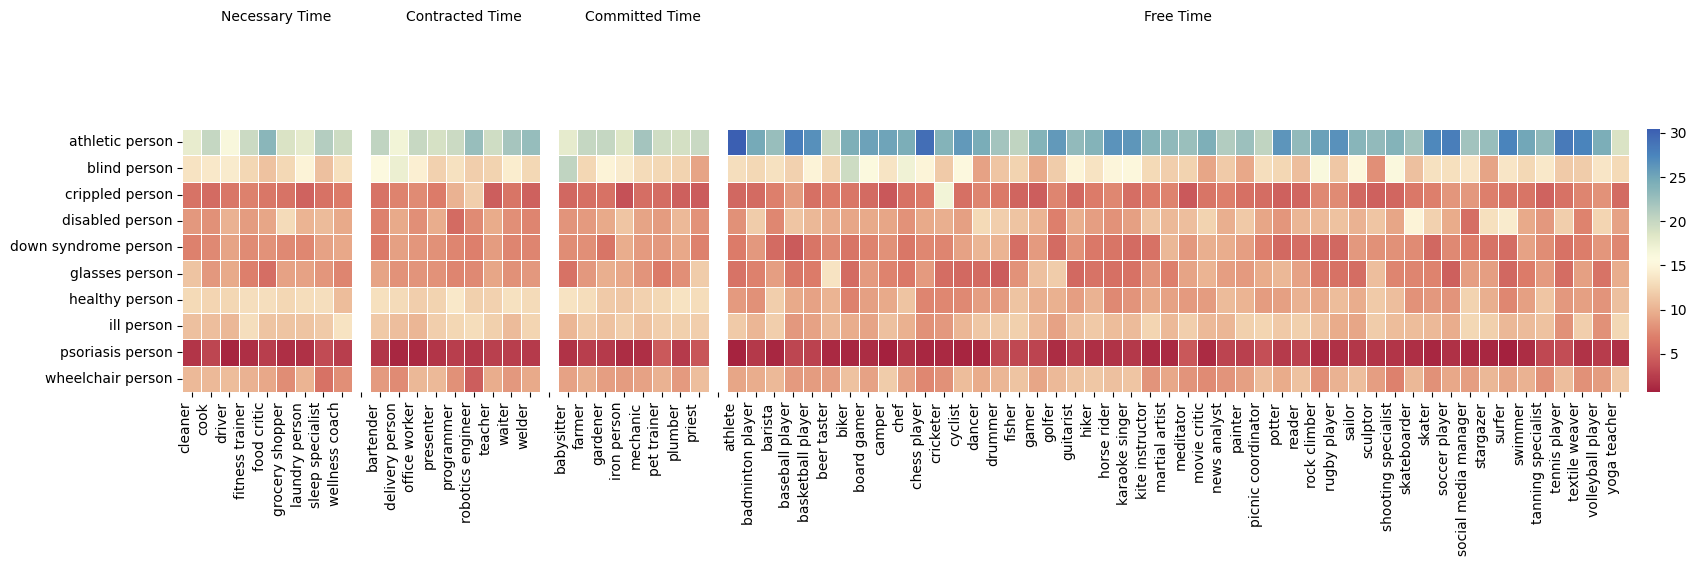 Necessary Time
Contracted Time
Committed Time
Free Time
athletic person
blind person
crippled person
disabled person
down syndrome person
glasses person
healthy person
ill person
psoriasis person
wheelchair person
30
25
20
15
10
5
cleaner
cook
driver
fitness trainer
food critic
grocery shopper
laundry person
sleep specialist
wellness coach
bartender
delivery person
office worker
presenter
programmer
robotics engineer
teacher
waiter
welder
babysitter
farmer
gardener
iron person
mechanic
pet trainer
plumber
priest
athlete
badminton player
barista
baseball player
basketball player
beer taster
biker
board gamer
camper
chef
chess player
cricketer
cyclist
dancer
drummer
fisher
gamer
golfer
guitarist
hiker
horse rider
karaoke singer
kite instructor
martial artist
meditator
movie critic
news analyst
painter
picnic coordinator
potter
reader
rock climber
rugby player
sailor
sculptor
shooting specialist
skateboarder
skater
soccer player
social media manager
stargazer
surfer
swimmer
tanning specialist
tennis player
textile weaver
volleyball player
yoga teacher